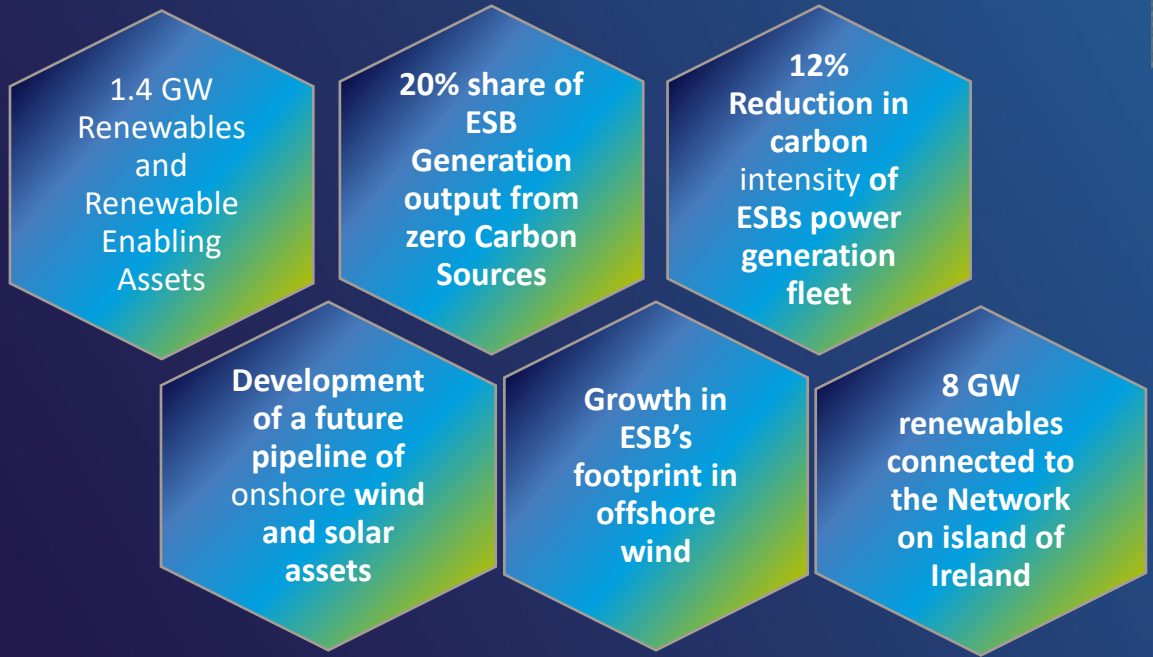 1.4 GW
Renewables
and
Renewable
Enabling
Assets
20% share of
ESB
Generation
output from
zero Carbon
Sources
12%
Reduction in
carbon
intensity of
ESBs power
generation
fleet
Development
of a future
pipeline of
onshore wind
and solar
assets
Growth in
ESB’s
footprint in
offshore
wind
8 GW
renewables
connected to
the Network
on island of
Ireland